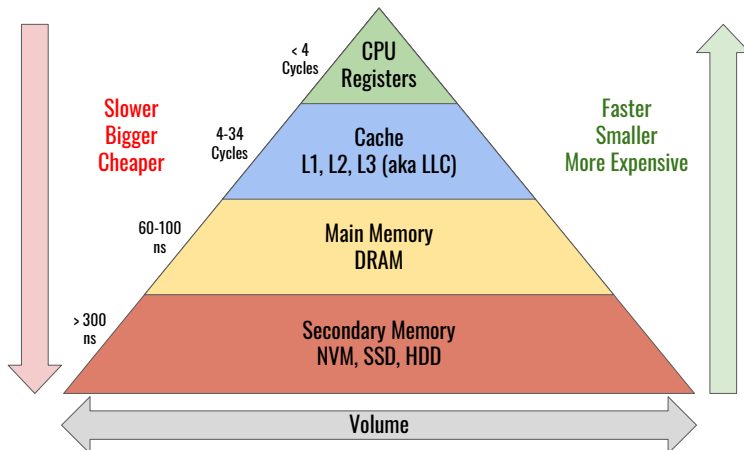 < 4
Cycles
CPU
Registers
Slower
Bigger
Cheaper
4-34
Cycles
Cache
L1, L2, L3 (aka LLC)
Faster
Smaller
More Expensive
60-100
ns
Main Memory
DRAM
> 300
ns
Secondary Memory
NVM, SSD, HDD
Volume